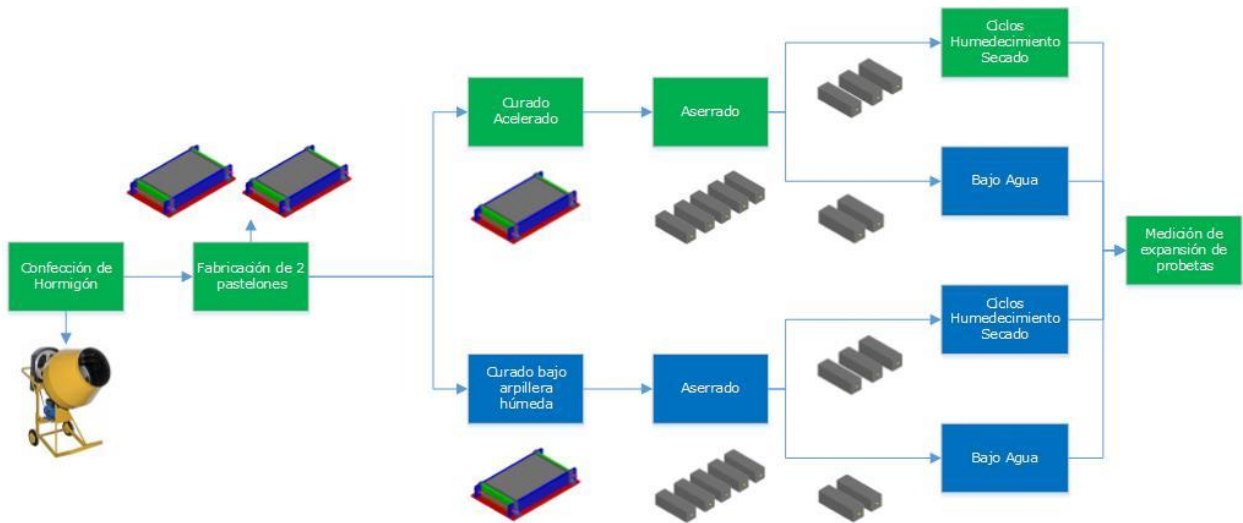 Confección de
Hormigón
Fabricación de 2
pastelones
Curado
Acelerado
Aserrado
Ciclos
Humedecimiento
Secado
Bajo Agua
Curado bajo
arpillera
húmeda
Aserrado
Ciclos
Humedecimiento
Secado
Bajo Agua
Medición de
expansión de
probetas